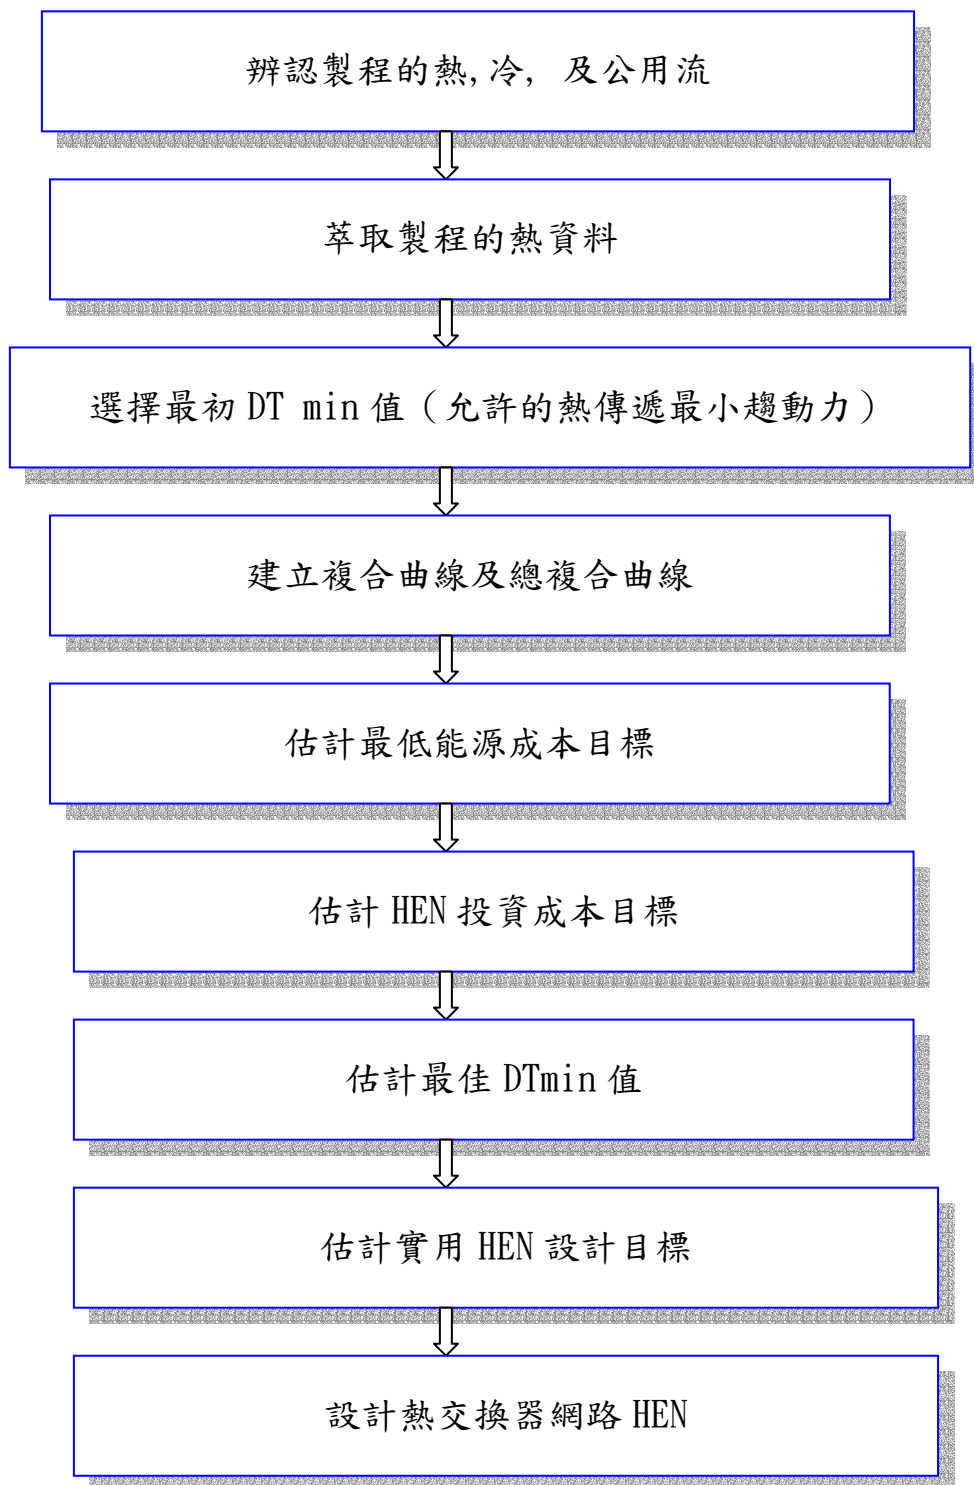 辨認製程的熱,冷, 及公用流
萃取製程的熱資料
選擇最初 DT min 值（允許的熱傳遞最小趨動力）
建立複合曲線及總複合曲線
估計最低能源成本目標
估計 HEN 投資成本目標
估計最佳 DTmin 值
估計實用 HEN 設計目標
設計熱交換器網路 HEN